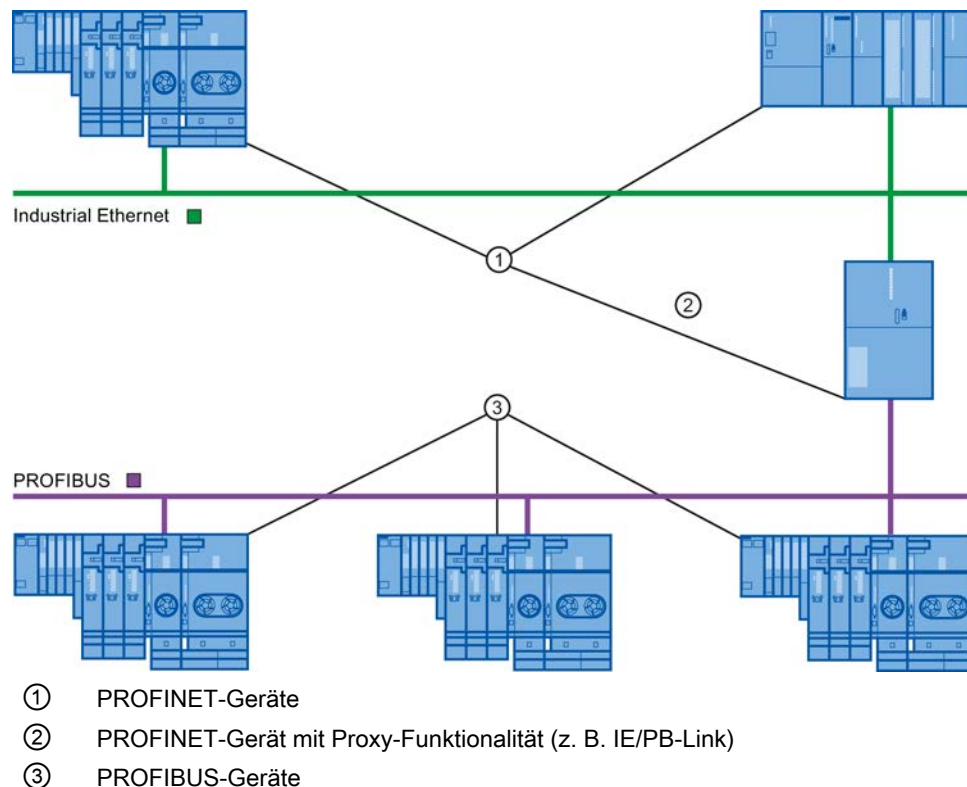 Industrial Ethernet
①
②
③
PROFIBUS
① PROFINET-Geräte
② PROFINET-Gerät mit Proxy-Funktionalität (z. B. IE/PB-Link)
③ PROFIBUS-Geräte